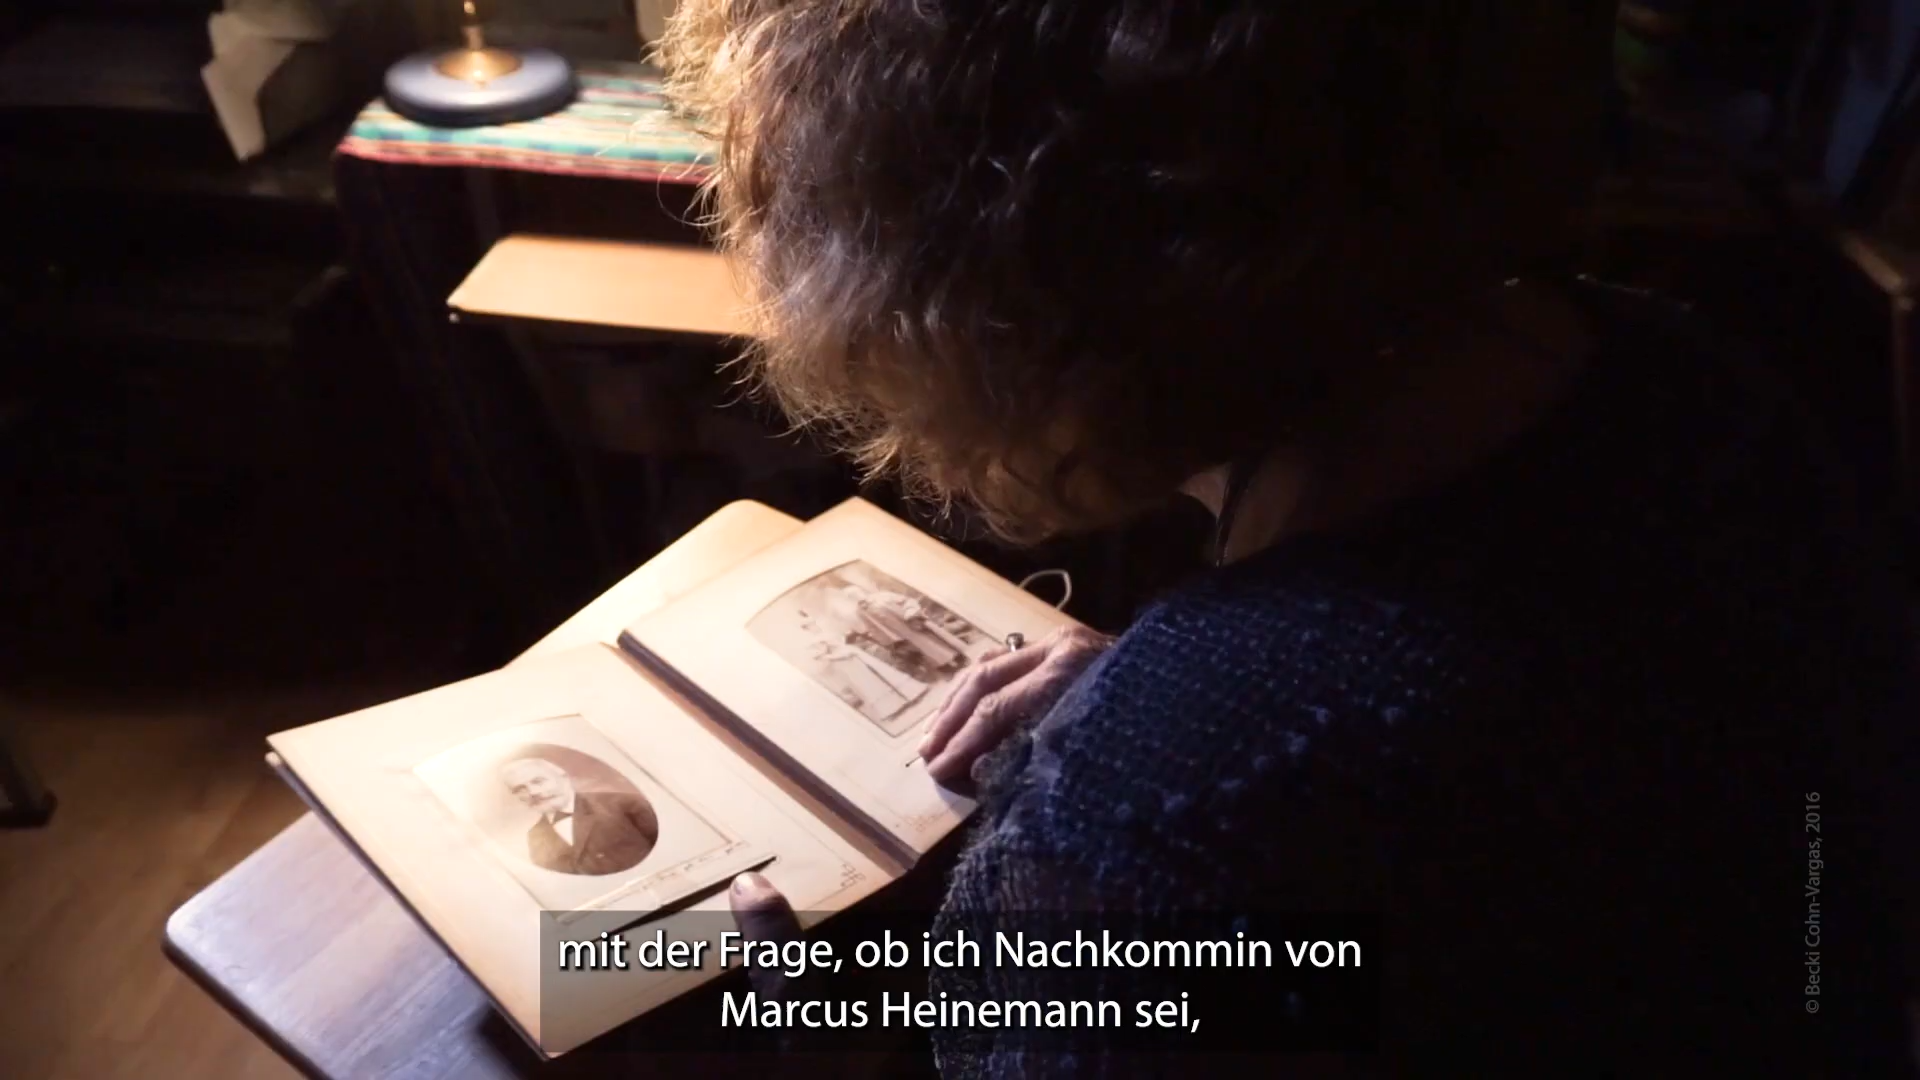 mit der Frage, ob ich Nachkommin von
Marcus Heinemann sei,
© Becki Cohn-Vargas, 2016